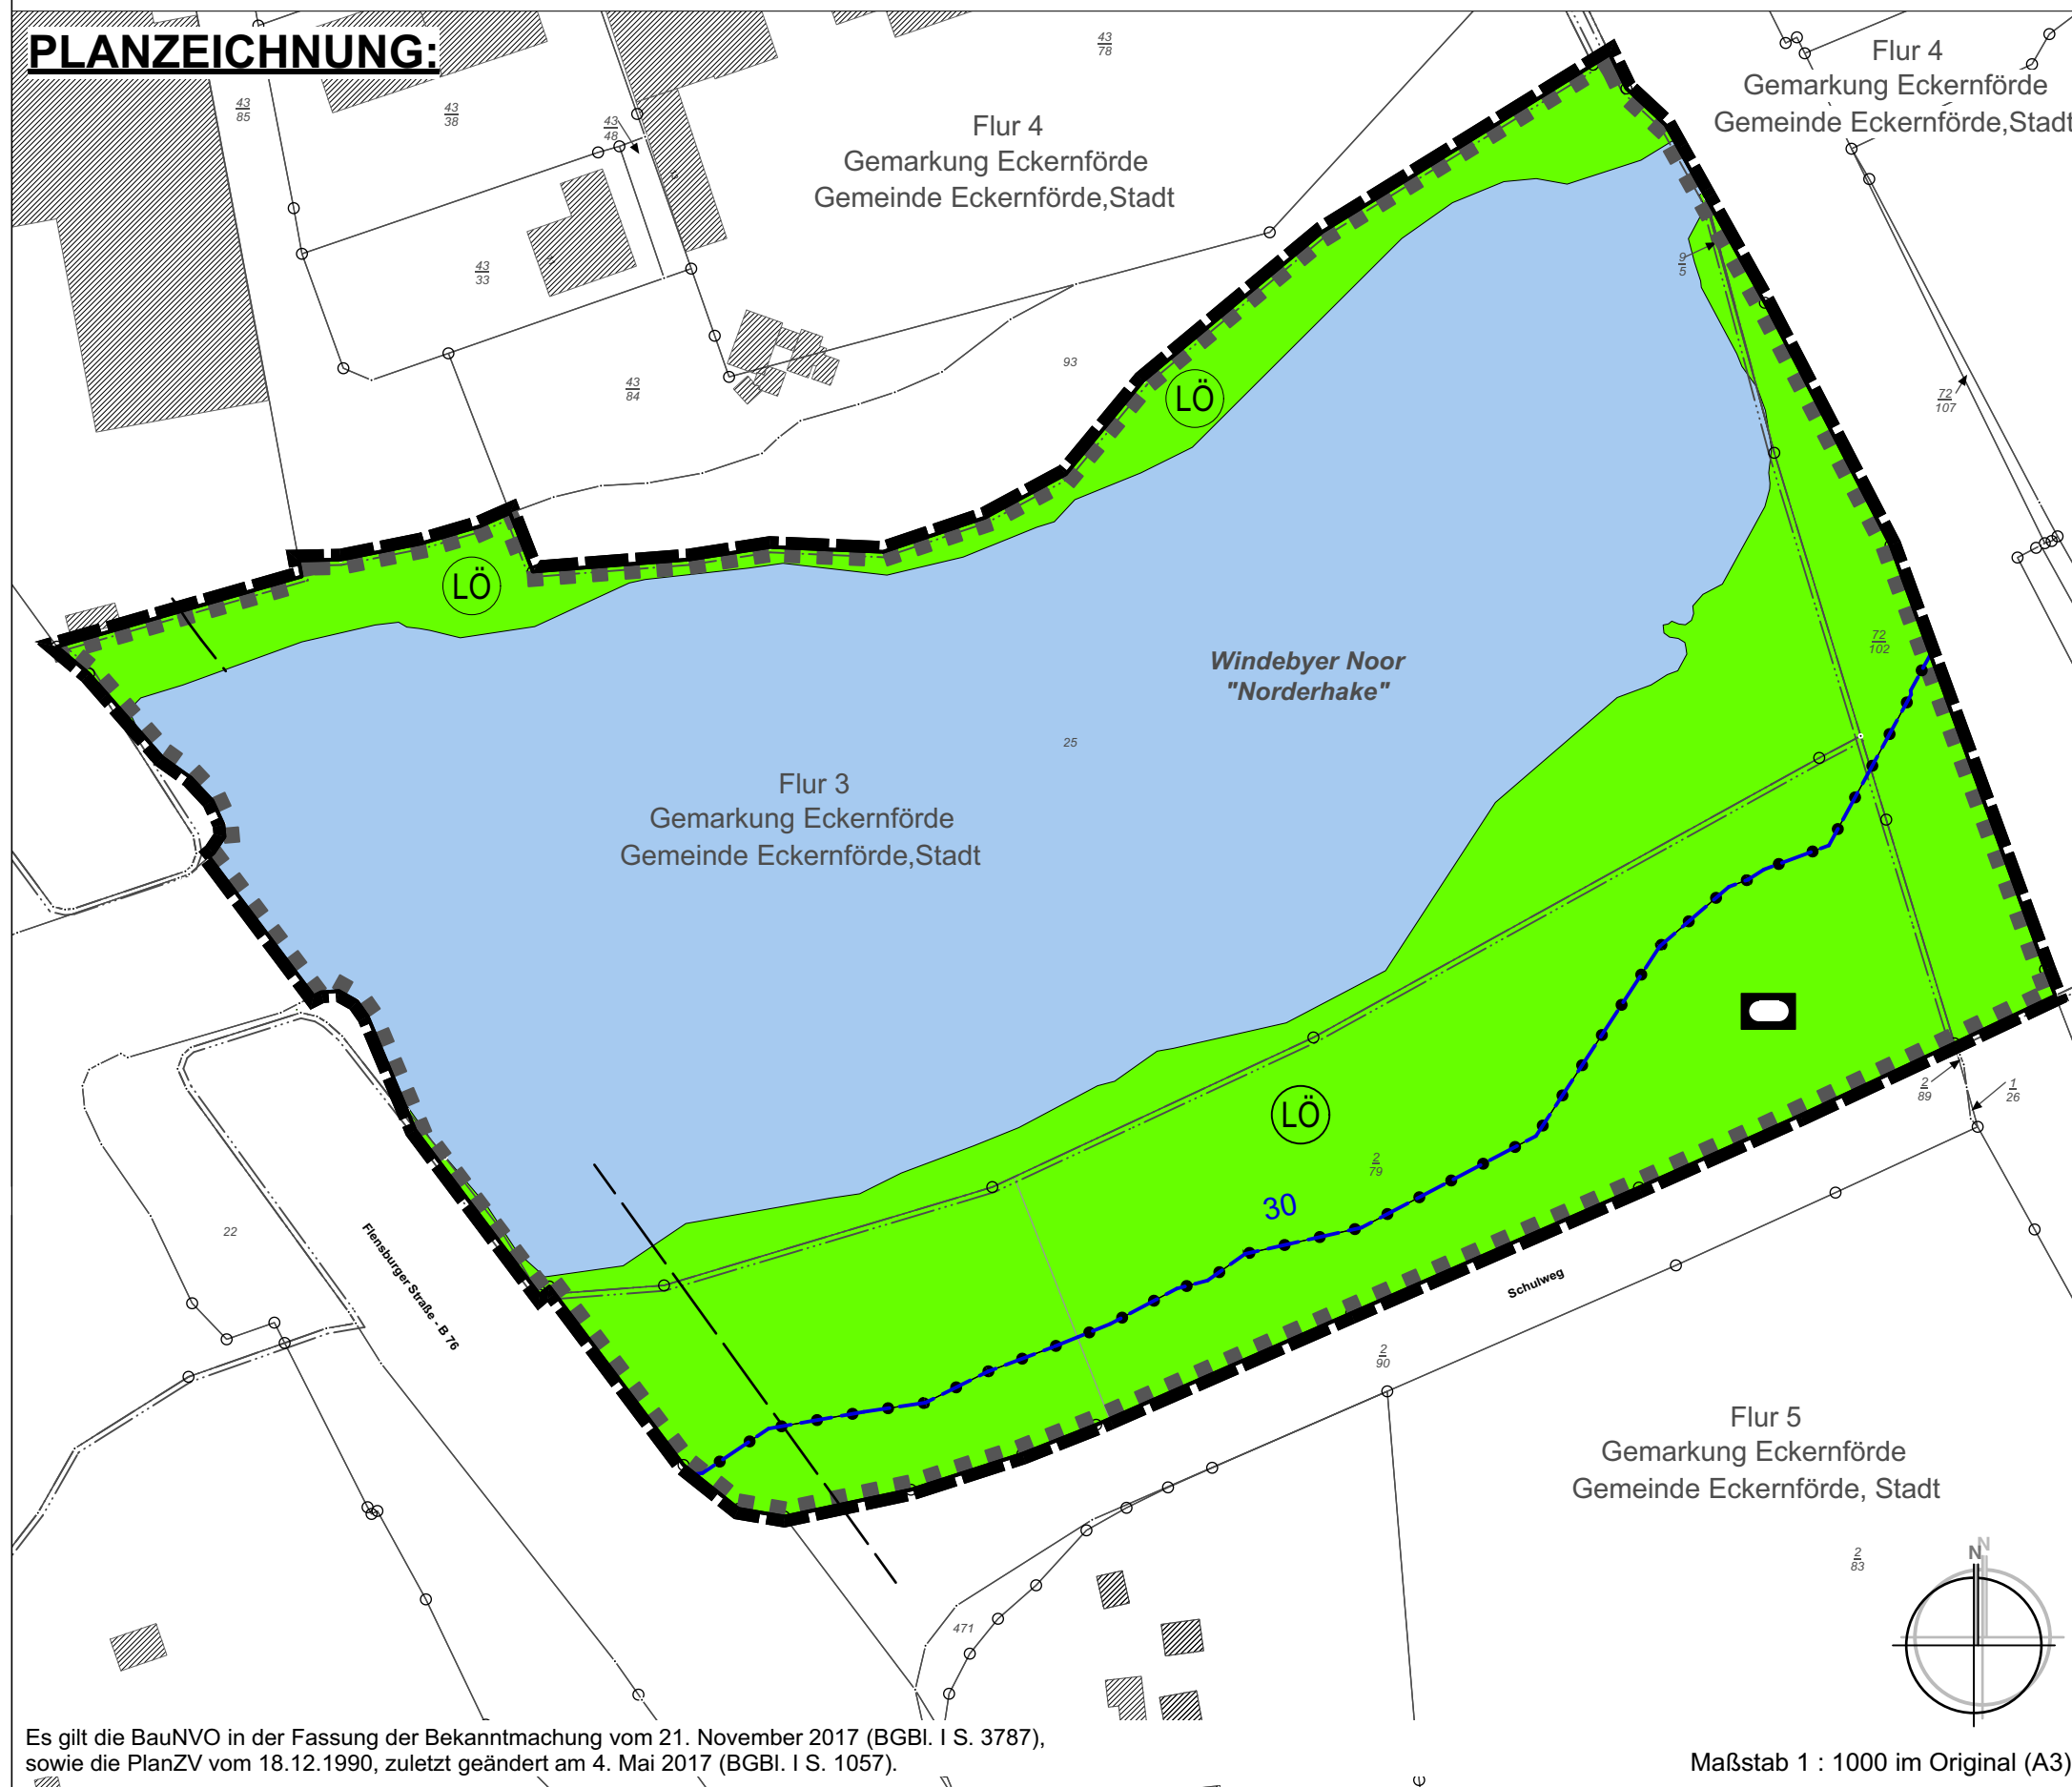 PLANZEICHNUNG:
43
78
Flur 4
Gemarkung Eckernförde
Gemeinde Eckernförde,Stadt
43
85
43
38
43
48
Flur 4
Gemarkung Eckernförde
Gemeinde Eckernförde,Stadt
43
33
9
5
93
43
84
LÖ
72
107
LÖ
72
102
Windebyer Noor
"Norderhake"
25
Flur 3
Gemarkung Eckernförde
Gemeinde Eckernförde,Stadt
LÖ
2
89
1
26
2
79
30
22
Flensburger Straße - B 76
Schulweg
2
90
Flur 5
Gemarkung Eckernförde
Gemeinde Eckernförde, Stadt
2
83
N
N
471
Es gilt die BauNVO in der Fassung der Bekanntmachung vom 21. November 2017 (BGBl. I S. 3787),
sowie die PlanZV vom 18.12.1990, zuletzt geändert am 4. Mai 2017 (BGBl. I S. 1057).
Maßstab 1 : 1000 im Original (A3)